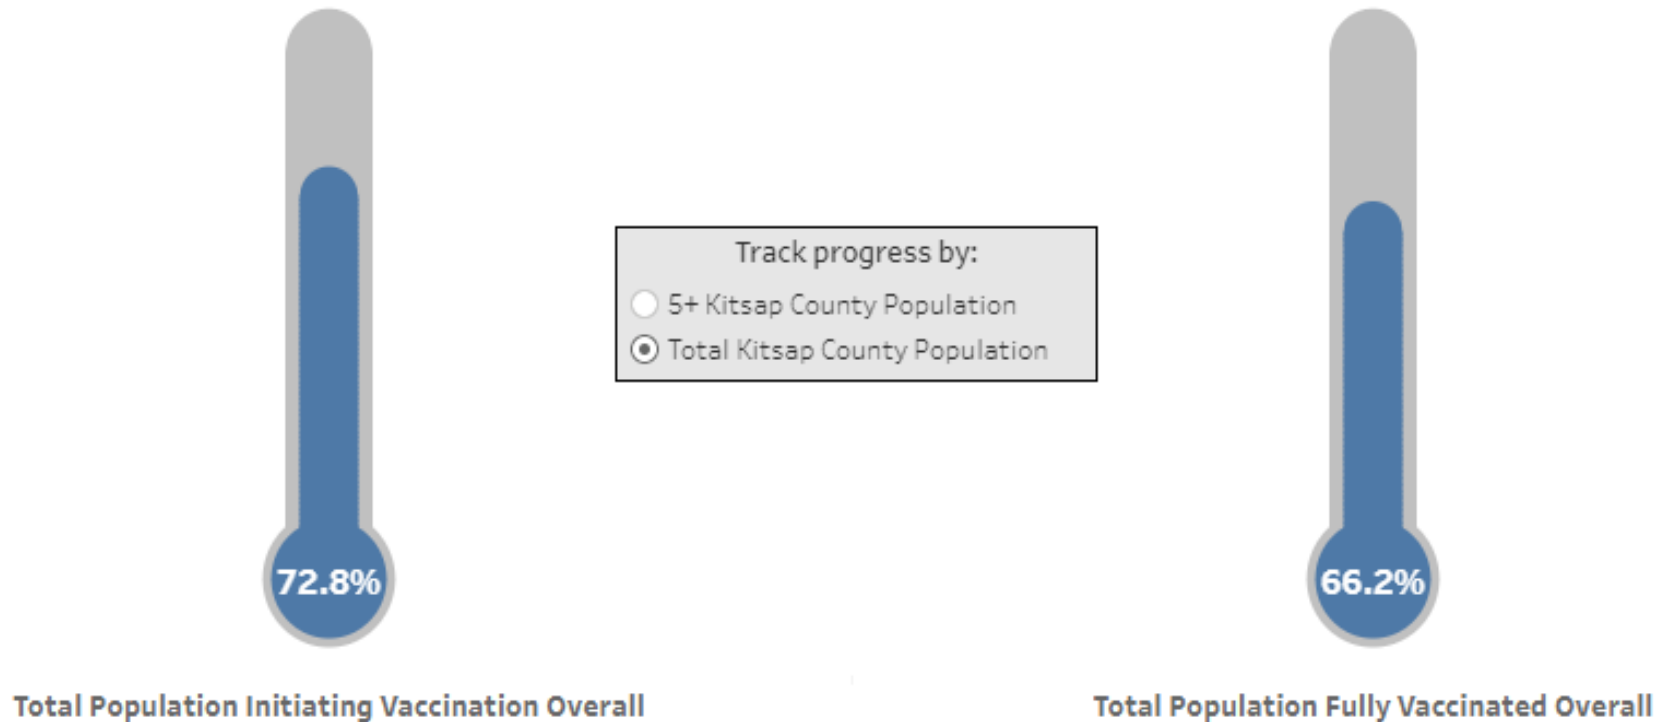 Track progress by:
5+ Kitsap County Population
Total Kitsap County Population
72.8%
66.2%
Total Population Initiating Vaccination Overall
Total Population Fully Vaccinated Overall